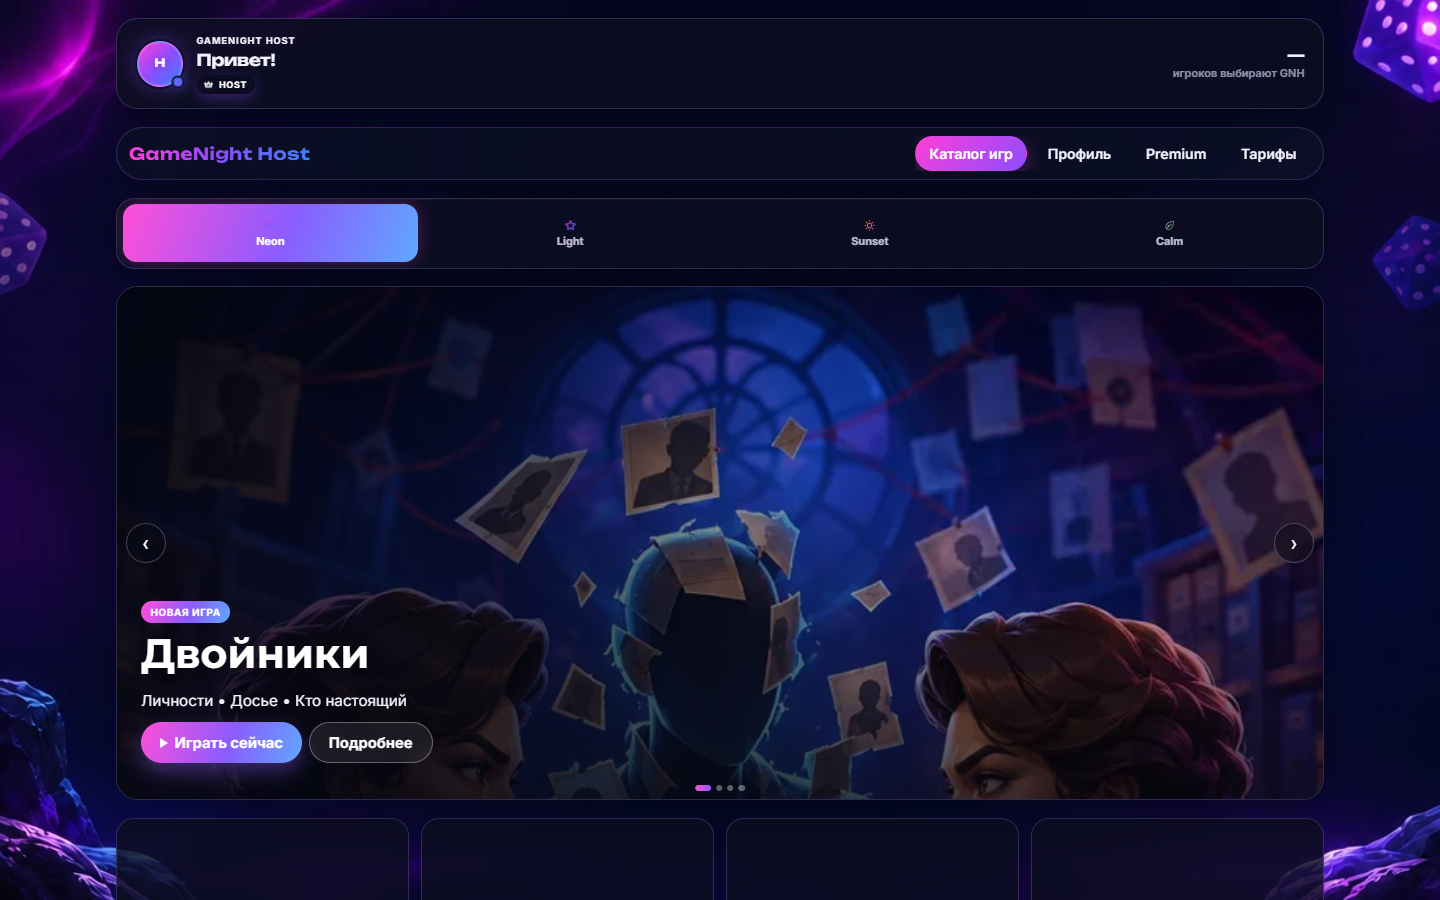 GAMENIGHT HOST
H
Привет!
HOST
—
игроков выбирают GNH
GameNight Host
Каталог игр
Профиль
Premium
Тарифы
Neon
Light
Sunset
Calm
‹
›
НОВАЯ ИГРА
Двойники
Личности • Досье • Кто настоящий
Играть сейчас
Подробнее